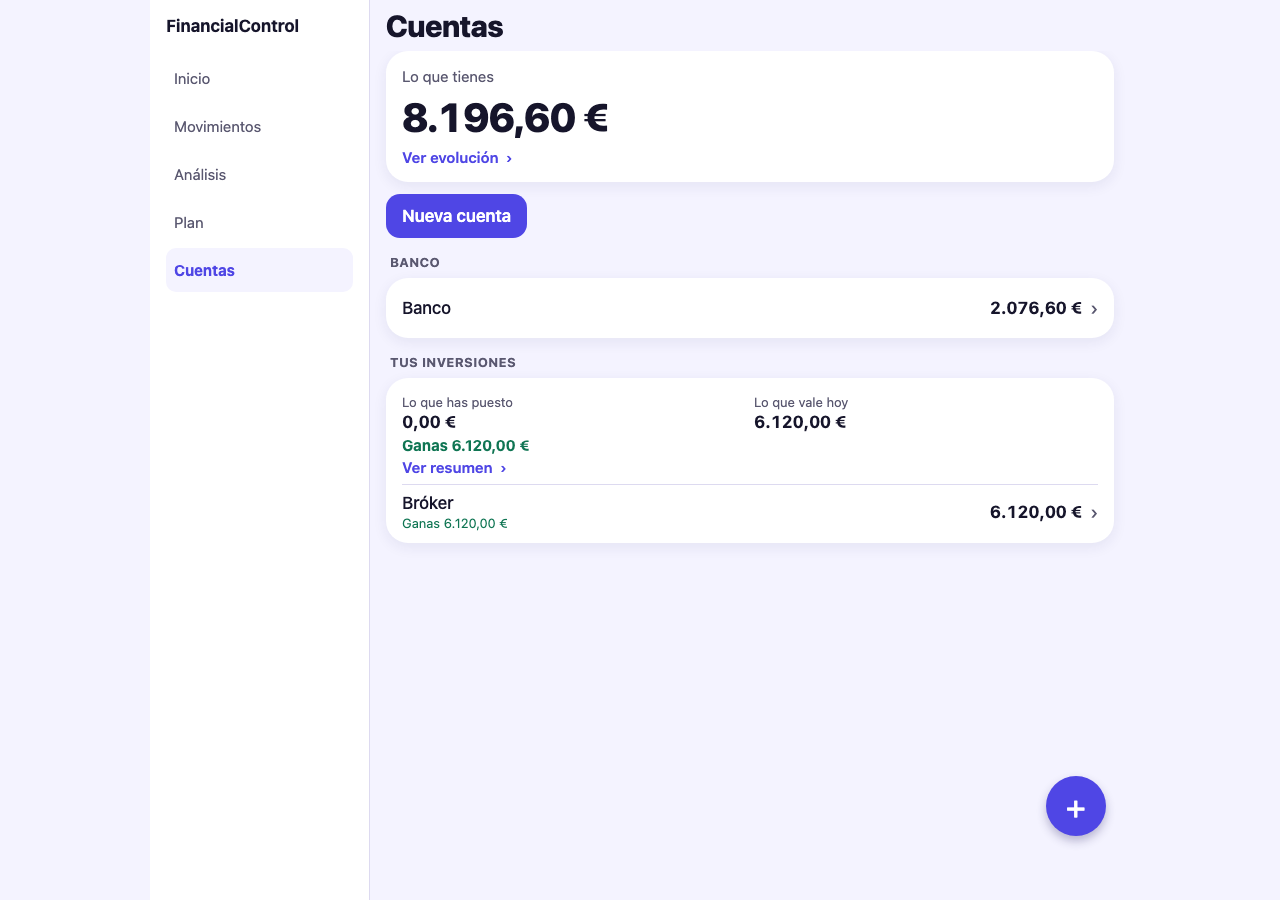 FinancialControl
Inicio
Movimientos
Análisis
Plan
Cuentas
Cuentas
Lo que tienes
8.196,60 €
Ver evolución ›
Nueva cuenta
BANCO
Banco 2.076,60 € ›
TUS INVERSIONES
Lo que has puesto Lo que vale hoy
0,00 € 6.120,00 €
Ganas 6.120,00 €
Ver resumen ›
Bróker 6.120,00 € ›
Ganas 6.120,00 €
+